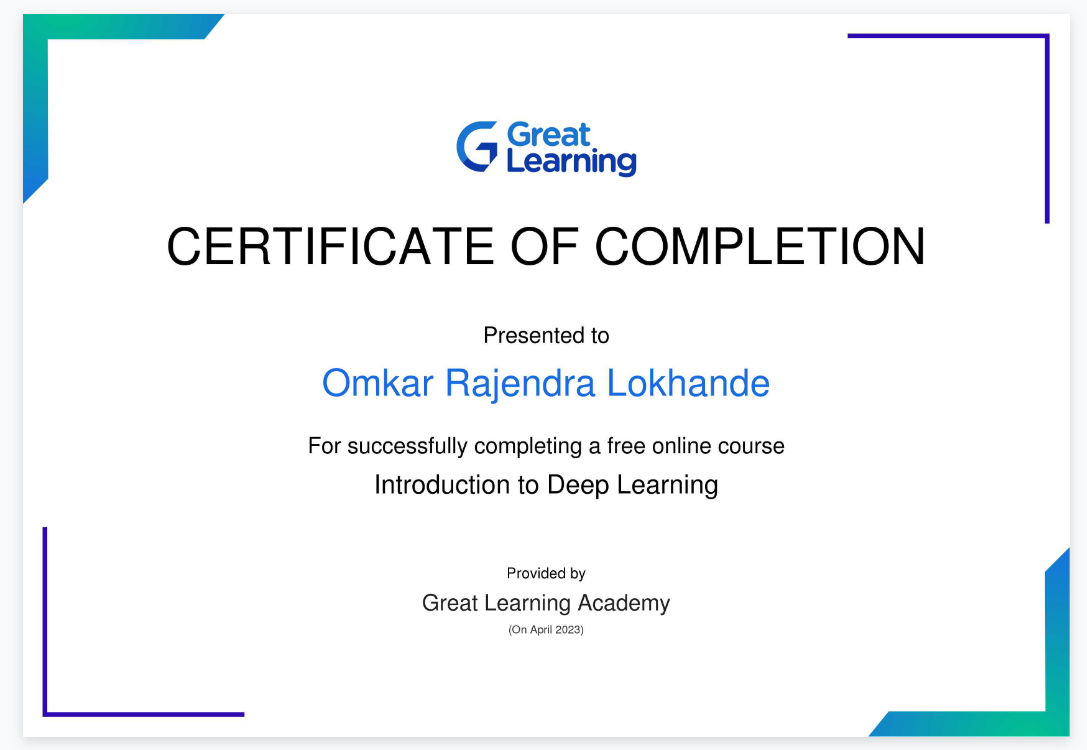 Great
Learning
CERTIFICATE OF COMPLETION
Presented to
Omkar Rajendra Lokhande
For successfully completing a free online course
Introduction to Deep Learning
Provided by
Great Learning Academy
(On April 2023)